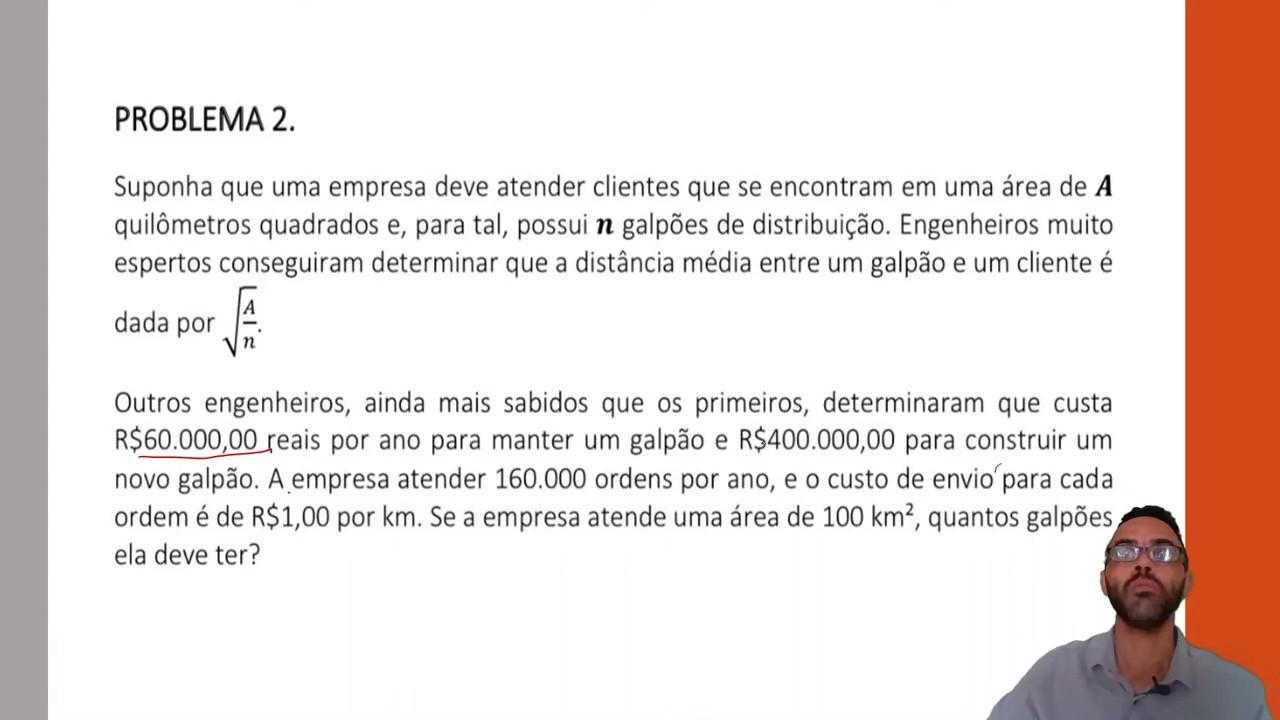 PROBLEMA 2.
Suponha que uma empresa deve atender clientes que se encontram em uma área de A
quilômetros quadrados e, para tal, possui n galpões de distribuição. Engenheiros muito
espertos conseguiram determinar que a distância média entre um galpão e um cliente é
dada por √(A/n).
Outros engenheiros, ainda mais sabidos que os primeiros, determinaram que custa
R$60.000,00 reais por ano para manter um galpão e R$400.000,00 para construir um
novo galpão. A empresa atender 160.000 ordens por ano, e o custo de envio para cada
ordem é de R$1,00 por km. Se a empresa atende uma área de 100 km², quantos galpões
ela deve ter?